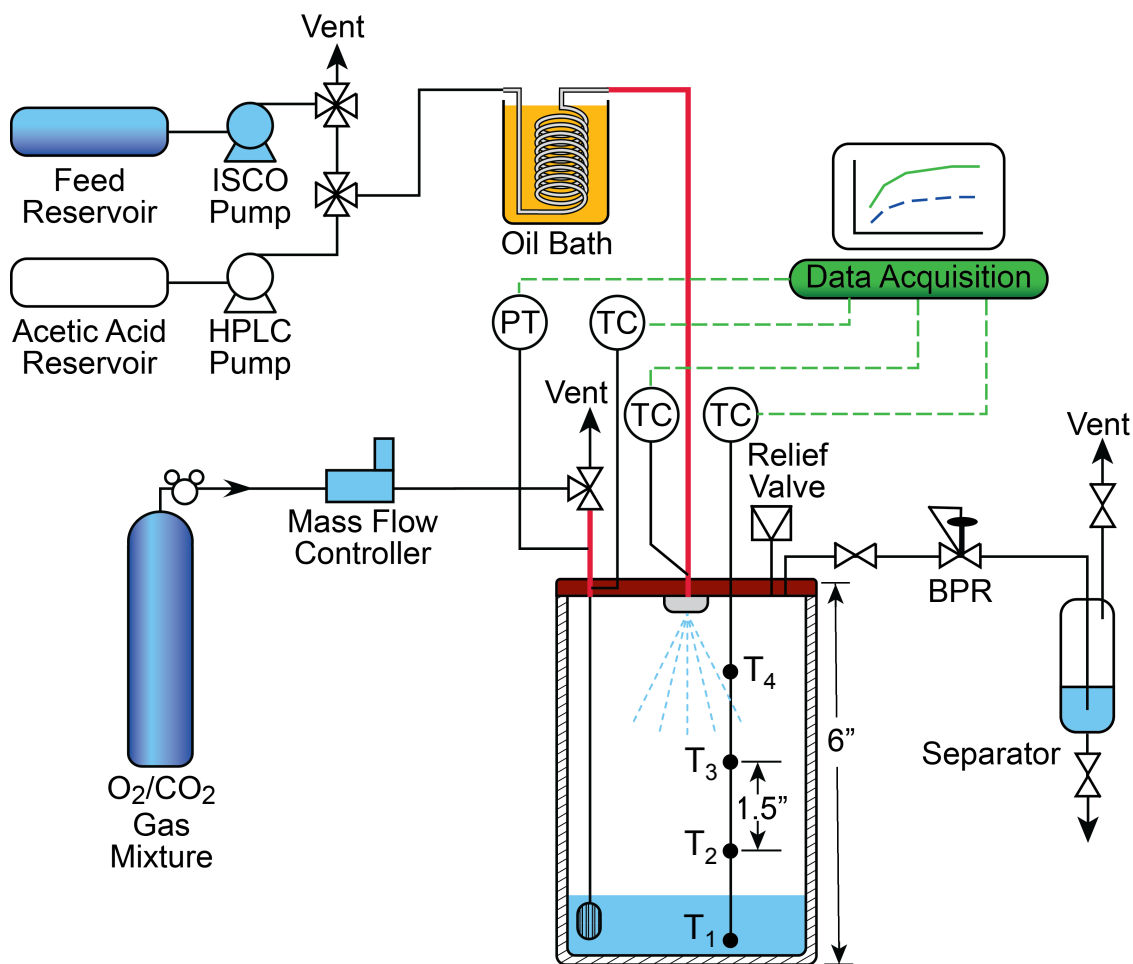 Vent
Feed
Reservoir
ISCO
Pump
Oil Bath
Acetic Acid
Reservoir
HPLC
Pump
Data Acquisition
PT
TC
TC
TC
Vent
Relief
Valve
Vent
Mass Flow
Controller
BPR
O₂/CO₂
Gas
Mixture
T₄
T₃
1.5”
T₂
T₁
6”
Separator